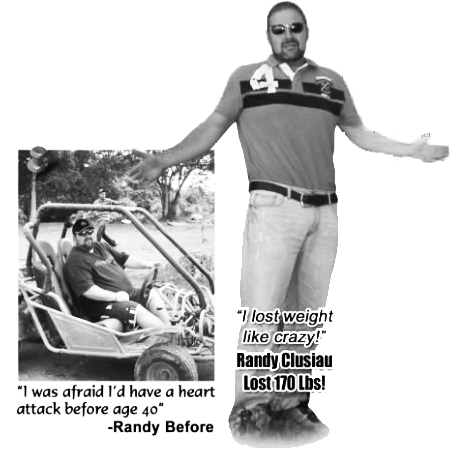 4
"I lost weight
like crazy!"
Randy Clusiau
Lost 170 Lbs!
"I was afraid I'd have a heart
attack before age 40"
-Randy Before